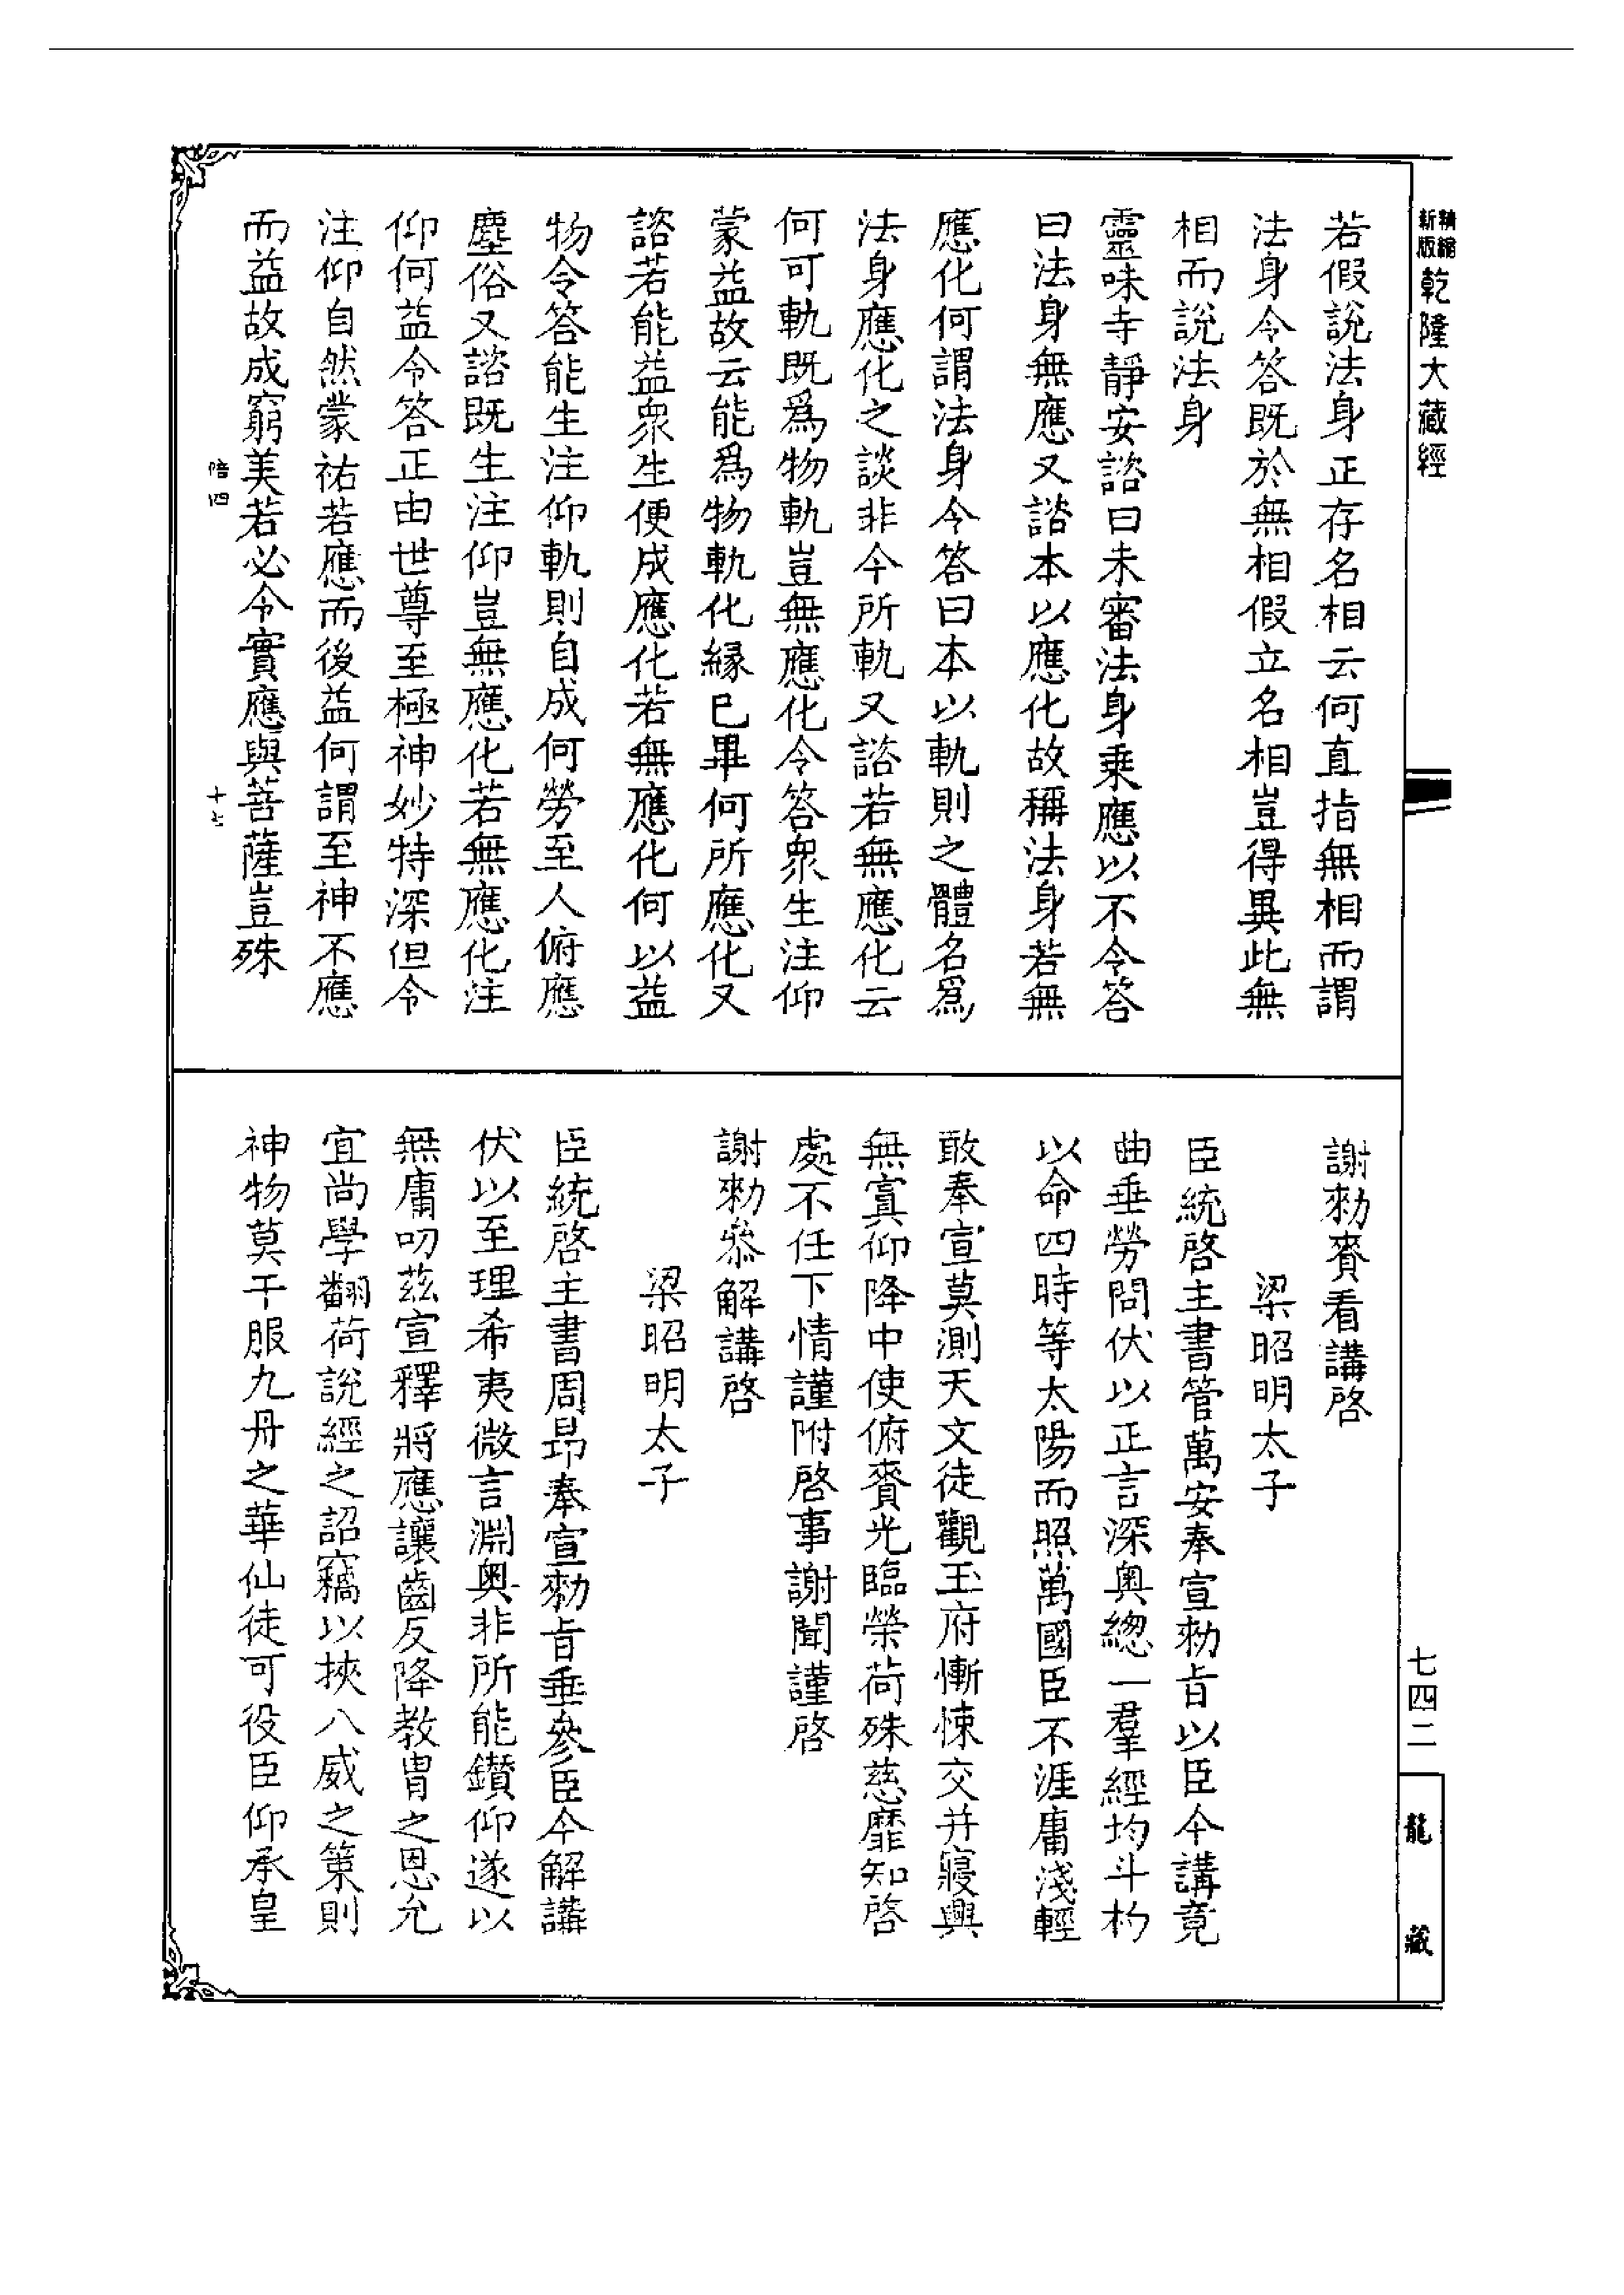 精縮新版乾隆大藏經
若假說法身正存名相云何直指無相而謂
法身令答既於無相假立名相豈得異此無
相而說法身
靈味寺靜安諮曰未審法身乘應以不令答
曰法身無應又諮本以應化故稱法身若無
應化何謂法身令答曰本以軌則之體名爲
法身應化之談非今所軌又諮若無應化云
何可軌既爲物軌豈無應化令答衆生注仰
蒙益故云能爲物軌化緣已畢何所應化又
諮若能益衆生便成應化若無應化何以益
物令答能生注仰軌則自成何勞至人俯應
塵俗又諮既生注仰豈無應化若無應化注
仰何益令答正由世尊至極神妙特深但令
注仰自然蒙祐若應而後益何謂至神不應
而益故成窮美若必令實應與菩薩豈殊
陪四
十七
謝勑賚看講啓
梁昭明太子
臣統啓主書管萬安奉宣勑旨以臣今講竟
曲垂勞問伏以正言深奧總一羣經均斗杓
以命四時等太陽而照萬國臣不涯庸淺輕
敢奉宣莫測天文徒觀玉府慚悚交并寢興
無寘仰降中使俯賚光臨榮荷殊慈靡知啓
處不任下情謹附啓事謝聞謹啓
謝勑叅解講啓
梁昭明太子
臣統啓主書周昂奉宣勑旨垂參臣今解講
伏以至理希夷微言淵奧非所能鑽仰遂以
無庸叨茲宣釋將應讓齒反降教胄之恩允
宜尚學翻荷說經之詔竊以挾八威之策則
神物莫干服九丹之華仙徒可役臣仰承皇
七四二
龍藏